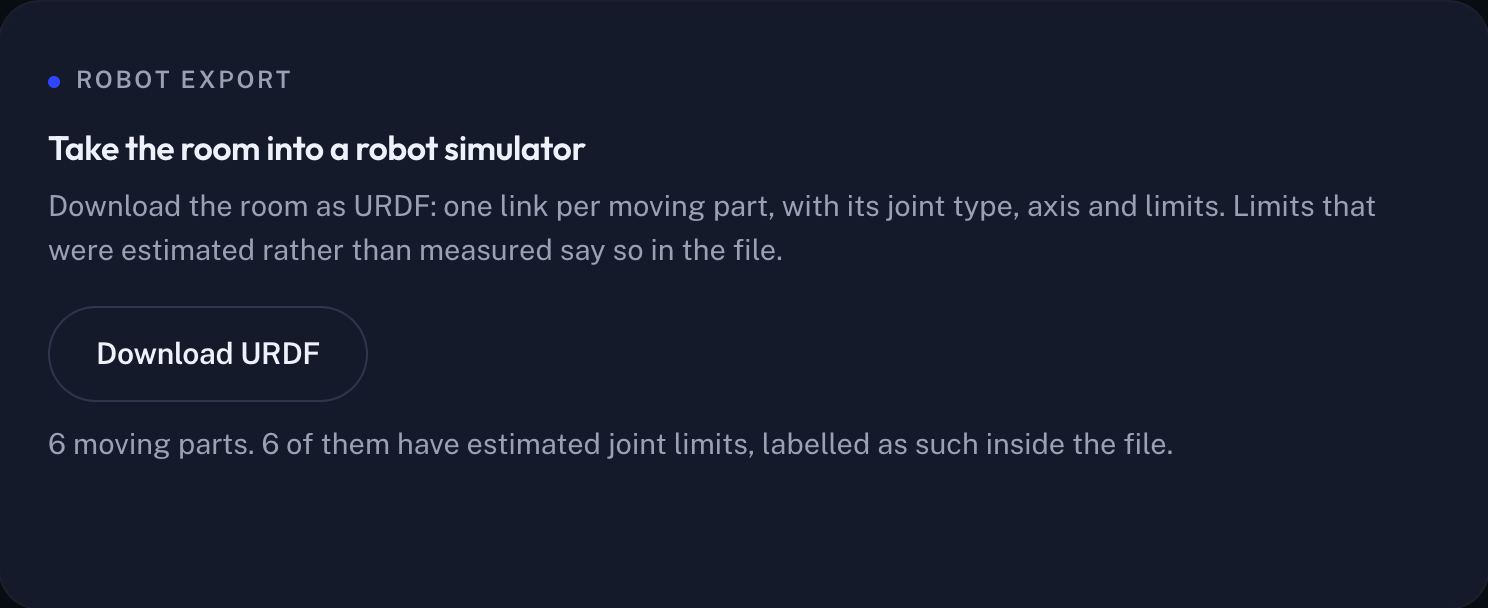 ROBOT EXPORT
Take the room into a robot simulator
Download the room as URDF: one link per moving part, with its joint type, axis and limits. Limits that
were estimated rather than measured say so in the file.
Download URDF
6 moving parts. 6 of them have estimated joint limits, labelled as such inside the file.